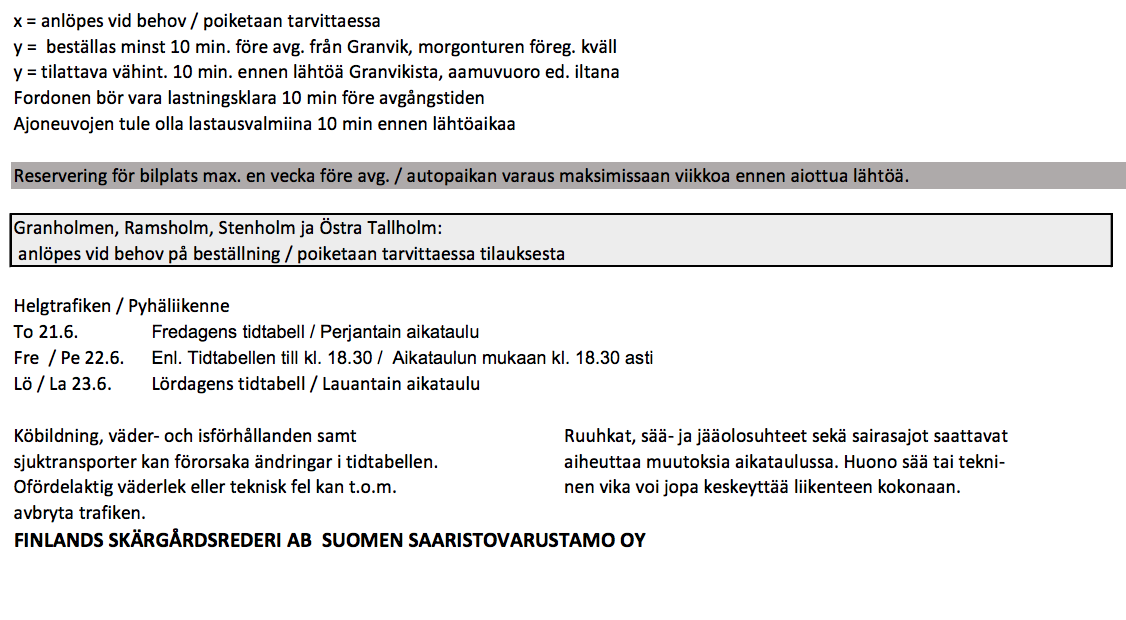 x = anlöpes vid behov / poiketaan tarvittaessa
y =  beställas minst 10 min. före avg. från Granvik, morgonturen föreg. kväll
y = tilattava vähint. 10 min. ennen lähtöä Granvikista, aamuvuoro ed. iltana
Fordonen bör vara lastningsklara 10 min före avgångstiden
Ajoneuvojen tule olla lastausvalmiina 10 min ennen lähtöaikaa
Reservering för bilplats max. en vecka före avg. / autopaikan varaus maksimissaan viikkoa ennen aiottua lähtöä.
Granholmen, Ramsholm, Stenholm ja Östra Tallholm:
anlöpes vid behov på beställning / poiketaan tarvittaessa tilauksesta
Helgtrafiken / Pyhäliikenne
To 21.6. Fredagens tidtabell / Perjantain aikataulu
Fre  / Pe 22.6. Enl. Tidtabellen till kl. 18.30 /  Aikataulun mukaan kl. 18.30 asti
Lö / La 23.6. Lördagens tidtabell / Lauantain aikataulu
Köbildning, väder- och isförhållanden samt
sjuktransporter kan förorsaka ändringar i tidtabellen.
Ofördelaktig väderlek eller teknisk fel kan t.o.m.
avbryta trafiken.
Ruuhkat, sää- ja jääolosuhteet sekä sairasajot saattavat
aiheuttaa muutoksia aikataulussa. Huono sää tai tekni-
nen vika voi jopa keskeyttää liikenteen kokonaan.
FINLANDS SKÄRGÅRDSREDERI AB  SUOMEN SAARISTOVARUSTAMO OY